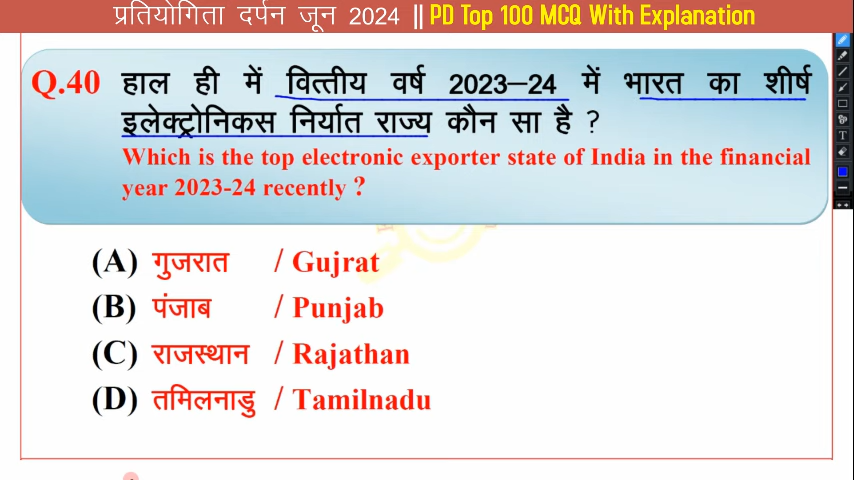 प्रतियोगिता दर्पन जून 2024 || PD Top 100 MCQ With Explanation
Q.40 हाल ही में वित्तीय वर्ष 2023–24 में भारत का शीर्ष
इलेक्ट्रोनिकस निर्यात राज्य कौन सा है ?
Which is the top electronic exporter state of India in the financial
year 2023-24 recently ?
(A) गुजरात / Gujrat
(B) पंजाब / Punjab
(C) राजस्थान / Rajathan
(D) तमिलनाडु / Tamilnadu